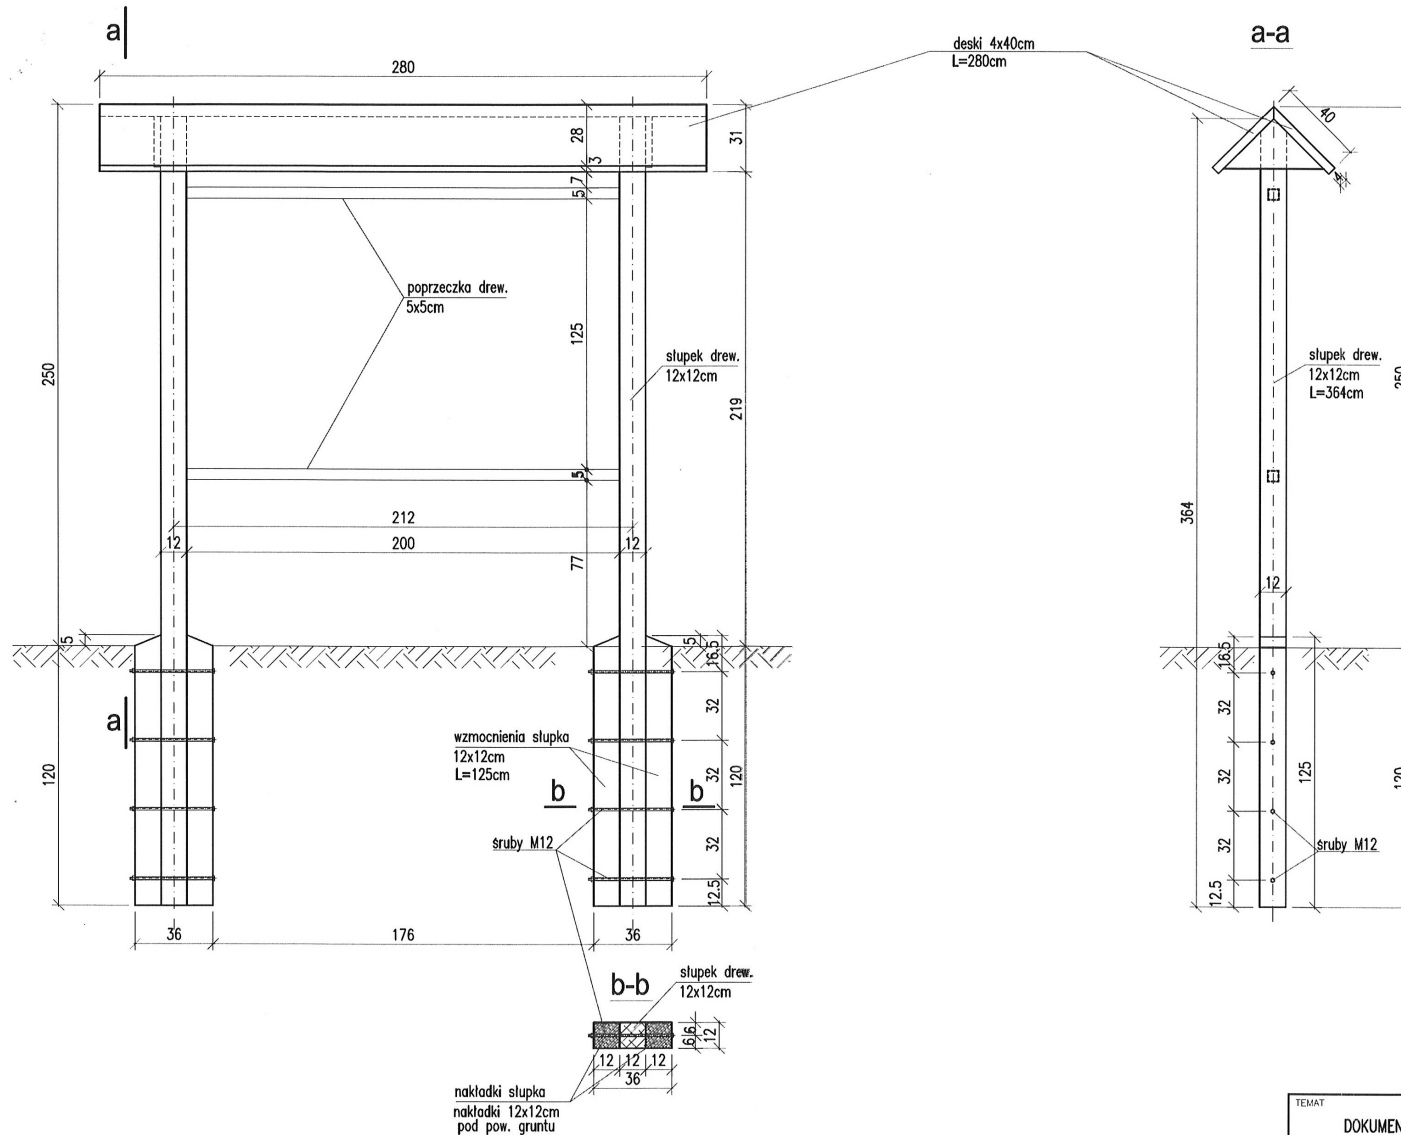 a
280
deski 4x40cm
L=280cm
a-a
40
28
3
31
7
5
4
poprzeczka drew.
5x5cm
125
250
słupek drew.
12x12cm
219
słupek drew.
12x12cm
L=364cm
250
5
364
212
12
200
12
77
12
5
5
16.5
16.5
a
32
32
wzmocnienia słupka
12x12cm
L=125cm
120
b
b
32
120
32
125
120
śruby M12
32
32
śruby M12
12.5
12.5
36
176
36
b-b
słupek drew.
12x12cm
6
6
12
12
12
12
36
nakładki słupka
nakładki 12x12cm
pod pow. gruntu
TEMAT
DOKUMEN